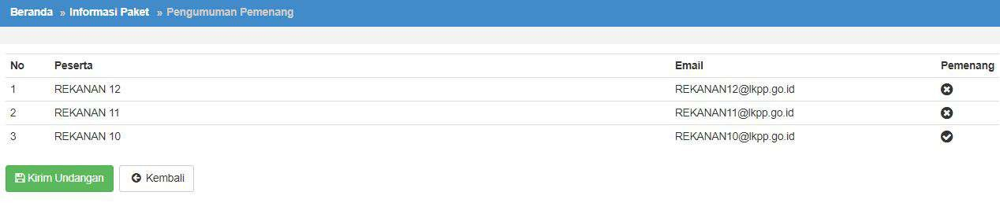 Beranda » Informasi Paket » Pengumuman Pemenang
No Peserta Email Pemenang
1 REKANAN 12 REKANAN12@lkpp.go.id
2 REKANAN 11 REKANAN11@lkpp.go.id
3 REKANAN 10 REKANAN10@lkpp.go.id
Kirim Undangan Kembali